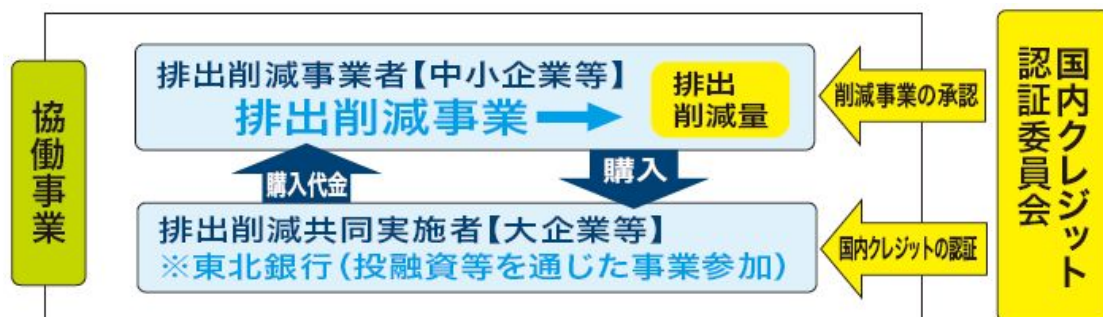 協働事業
排出削減事業者【中小企業等】
排出削減事業
排出
削減量
購入代金
購入
排出削減共同実施者【大企業等】
※東北銀行(投融資等を通じた事業参加)
削減事業の承認
国内クレジットの認証
国内クレジット
認証委員会